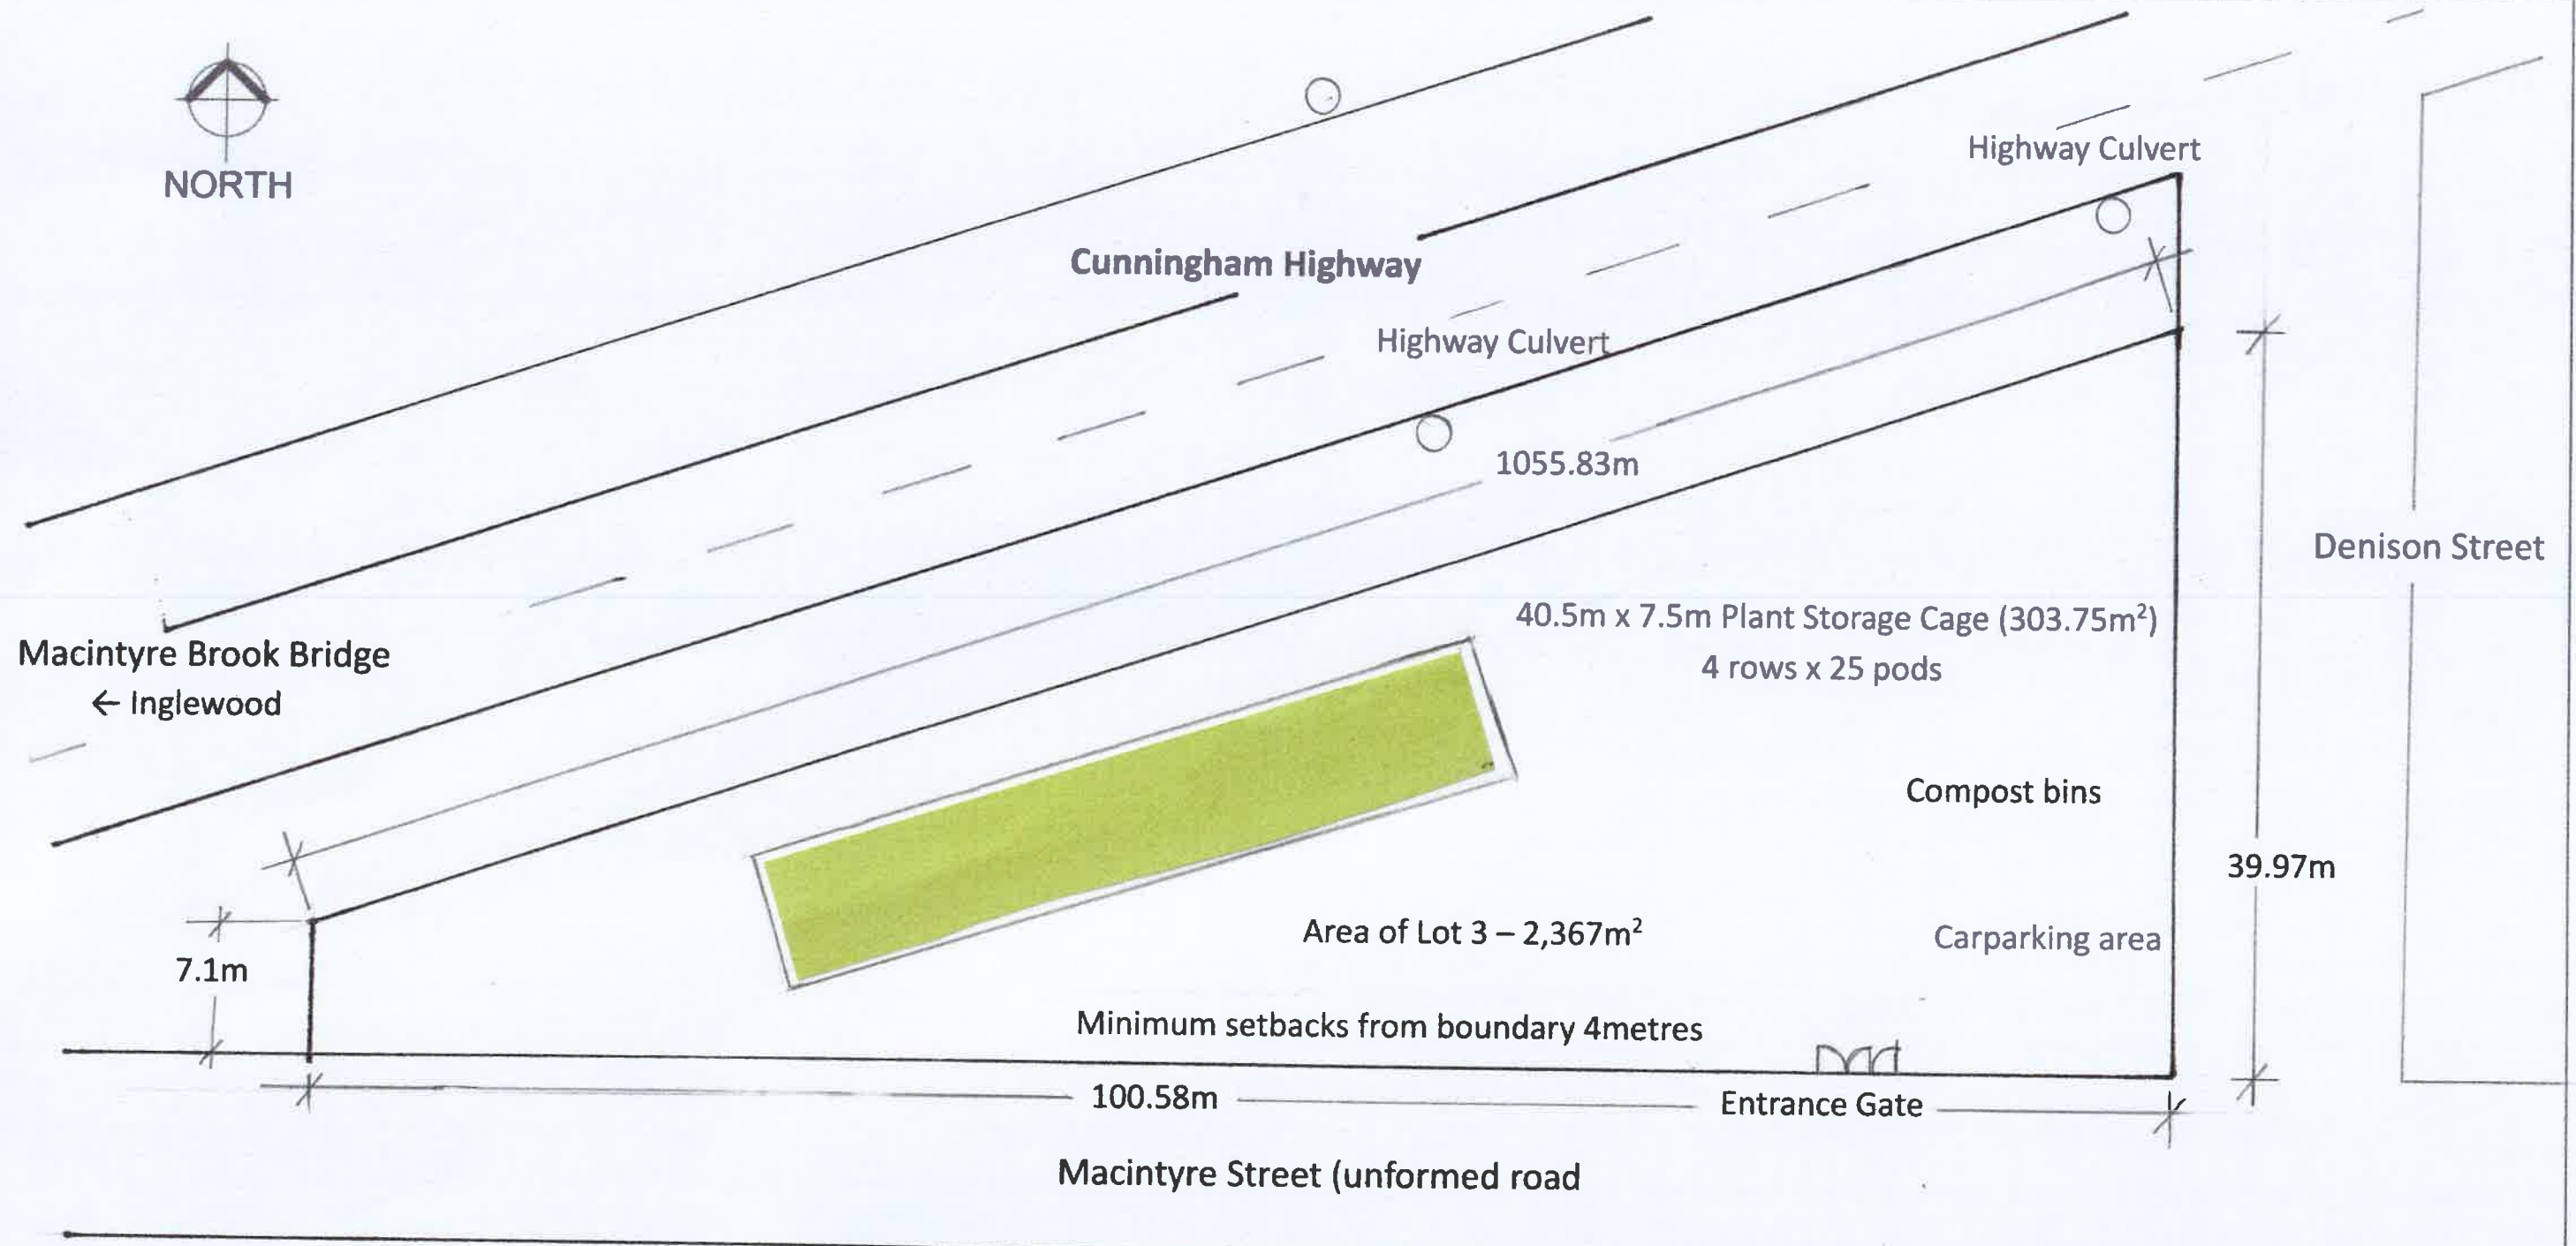 NORTH
Highway Culvert
Cunningham Highway
Highway Culvert
1055.83m
Denison Street
40.5m x 7.5m Plant Storage Cage (303.75m²)
4 rows x 25 pods
Macintyre Brook Bridge
← Inglewood
Compost bins
39.97m
Area of Lot 3 – 2,367m²
Carparking area
7.1m
Minimum setbacks from boundary 4metres
100.58m
Entrance Gate
Macintyre Street (unformed road